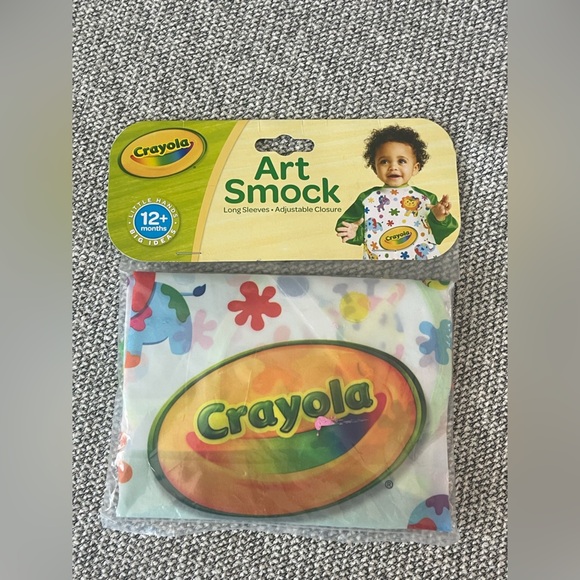 Crayola
Art
Smock
Long Sleeves • Adjustable Closure
LITTLE HANDS
12+
months
BIG IDEAS
Crayola
Crayola
®